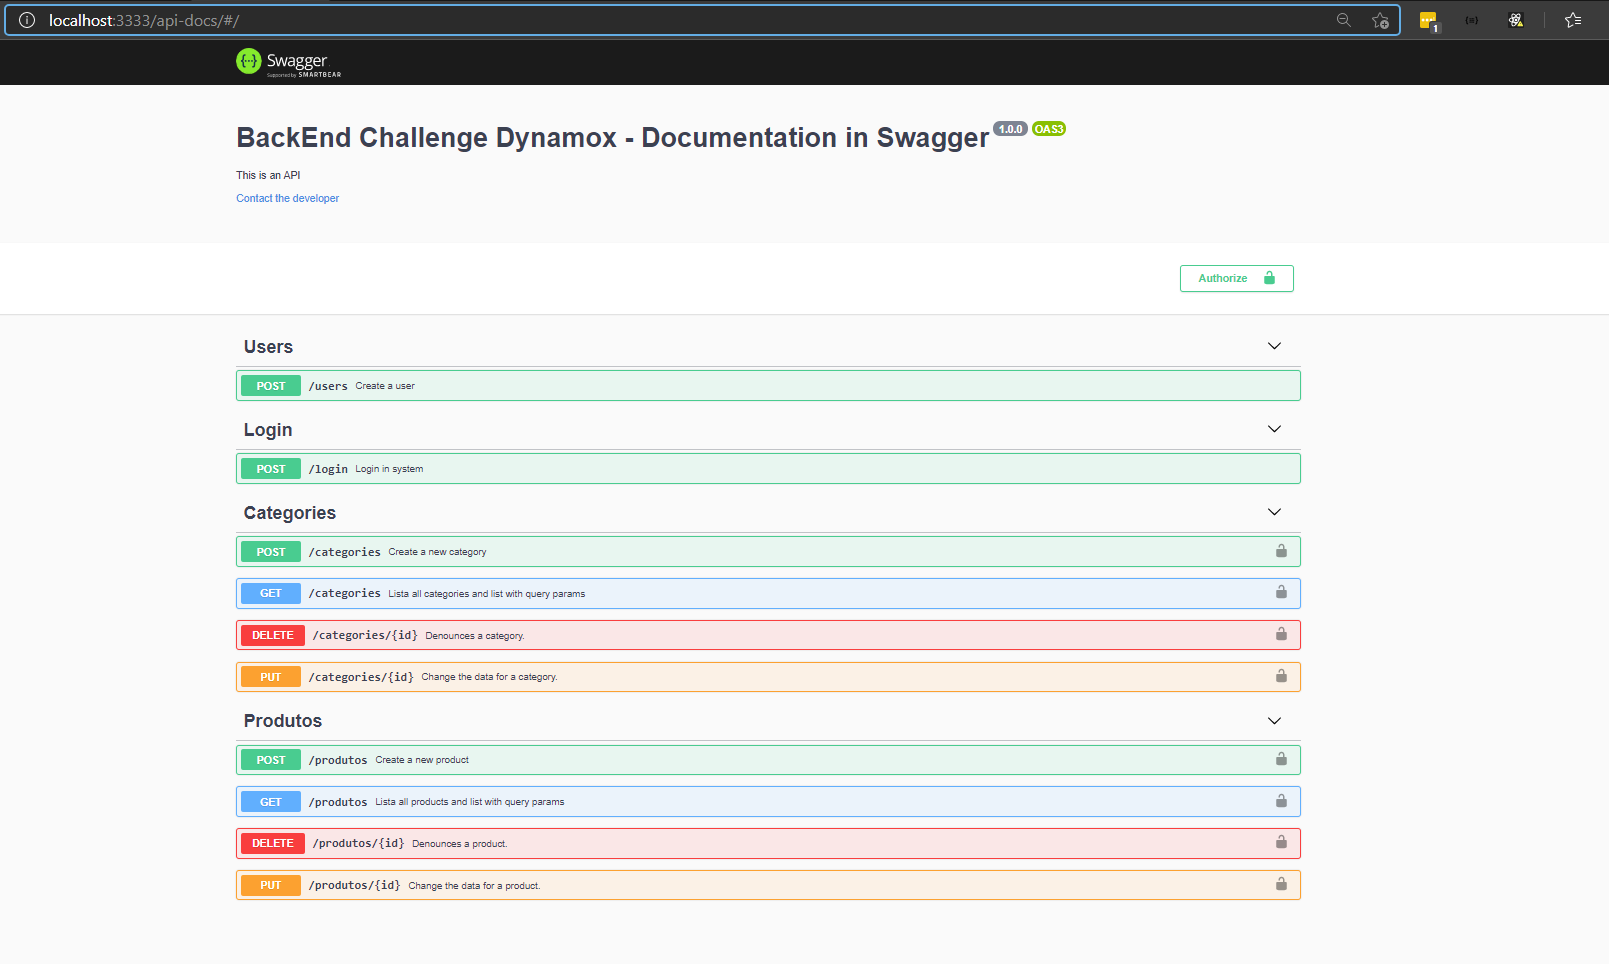 localhost:3333/api-docs/#/
1
Swagger
Supported by SMARTBEAR
BackEnd Challenge Dynamox - Documentation in Swagger 1.0.0 OAS3
This is an API
Contact the developer
Authorize
Users
POST /users Create a user
Login
POST /login Login in system
Categories
POST /categories Create a new category
GET /categories Lista all categories and list with query params
DELETE /categories/{id} Denounces a category.
PUT /categories/{id} Change the data for a category.
Produtos
POST /produtos Create a new product
GET /produtos Lista all products and list with query params
DELETE /produtos/{id} Denounces a product.
PUT /produtos/{id} Change the data for a product.